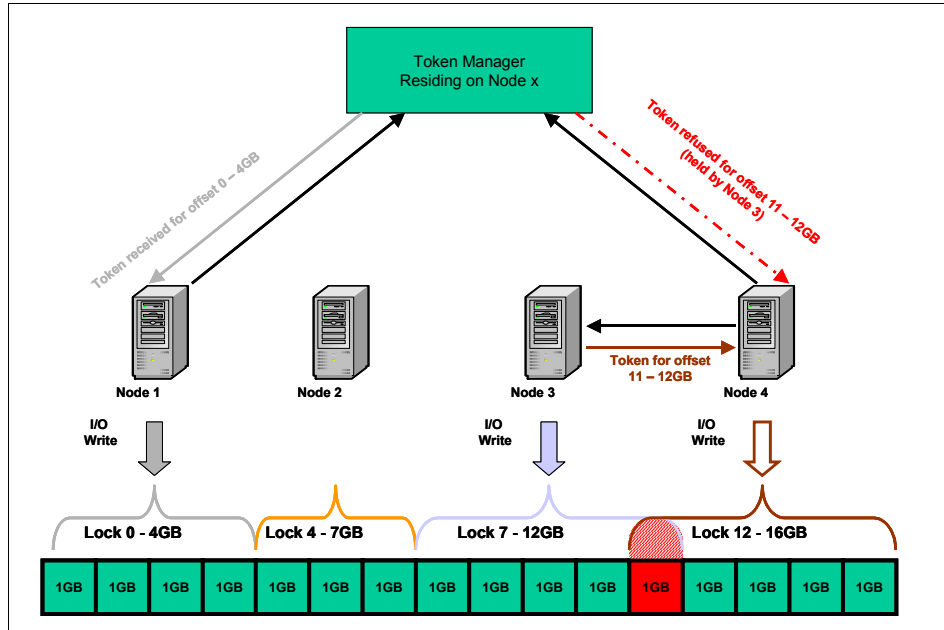 Token Manager
Residing on Node x
Token received for offset 0 – 4GB
Token refused for offset 11 – 12GB
(held by Node 3)
Token for offset
11 – 12GB
Node 1
Node 2
Node 3
Node 4
I/O
Write
I/O
Write
I/O
Write
Lock 0 - 4GB
Lock 4 - 7GB
Lock 7 - 12GB
Lock 12 - 16GB
1GB 1GB 1GB 1GB 1GB 1GB 1GB 1GB 1GB 1GB 1GB 1GB 1GB 1GB 1GB 1GB